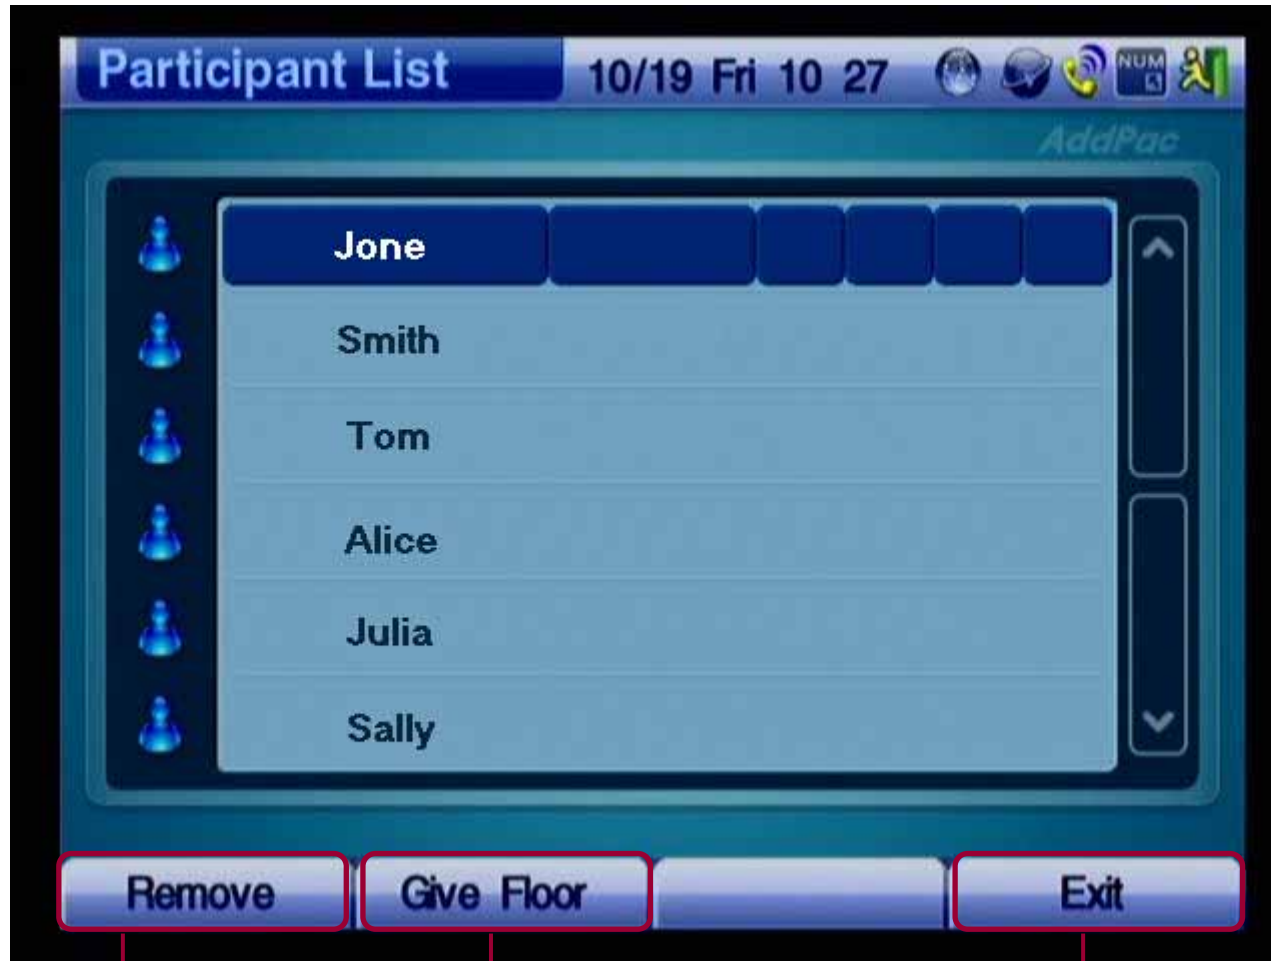 Participant List 10/19 Fri 10 27 NUM
AddPac
Jone
Smith
Tom
Alice
Julia
Sally
Remove Give Floor Exit